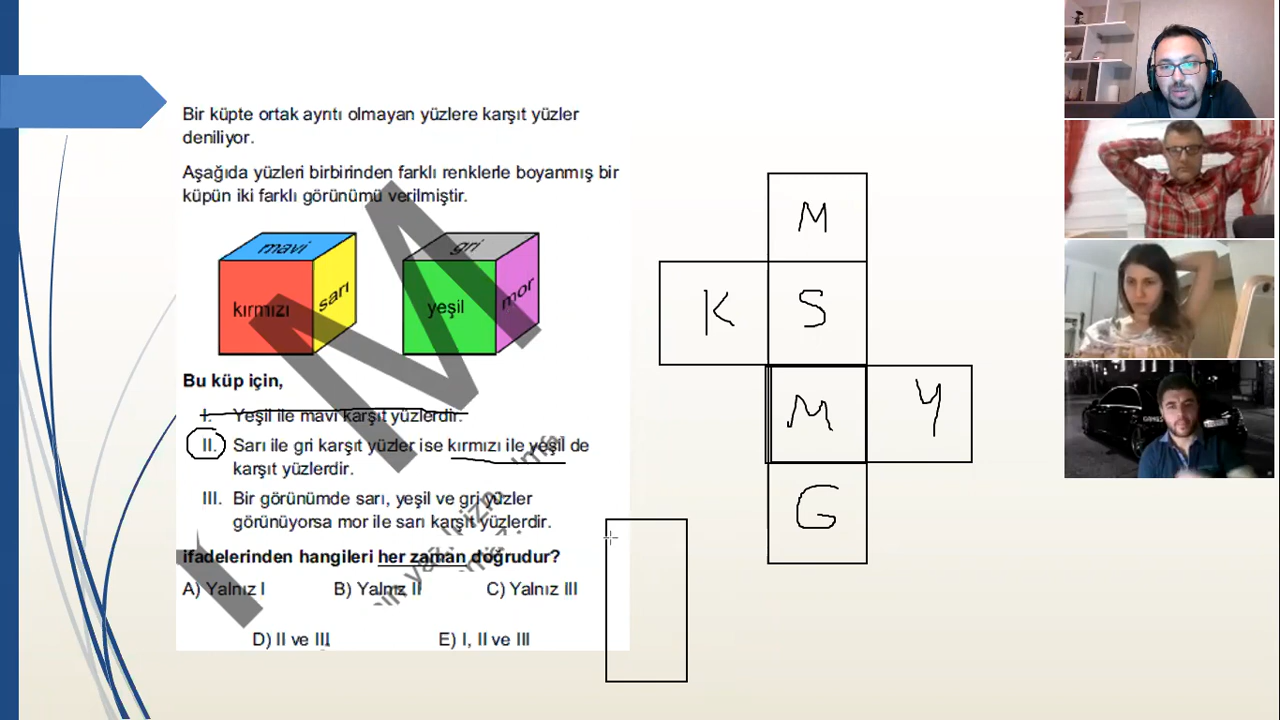 Bir küpte ortak ayrıtı olmayan yüzlere karşıt yüzler
deniliyor.
Aşağıda yüzleri birbirinden farklı renklerle boyanmış bir
küpün iki farklı görünümü verilmiştir.
mavi
kırmızı
sarı
gri
yeşil
mor
Bu küp için,
I. Yeşil ile mavi karşıt yüzlerdir.
II. Sarı ile gri karşıt yüzler ise kırmızı ile yeşil de
karşıt yüzlerdir.
III. Bir görünümde sarı, yeşil ve gri yüzler
görünüyorsa mor ile sarı karşıt yüzlerdir.
ifadelerinden hangileri her zaman doğrudur?
A) Yalnız I B) Yalnız II C) Yalnız III
D) II ve III E) I, II ve III
M
K S
M Y
G